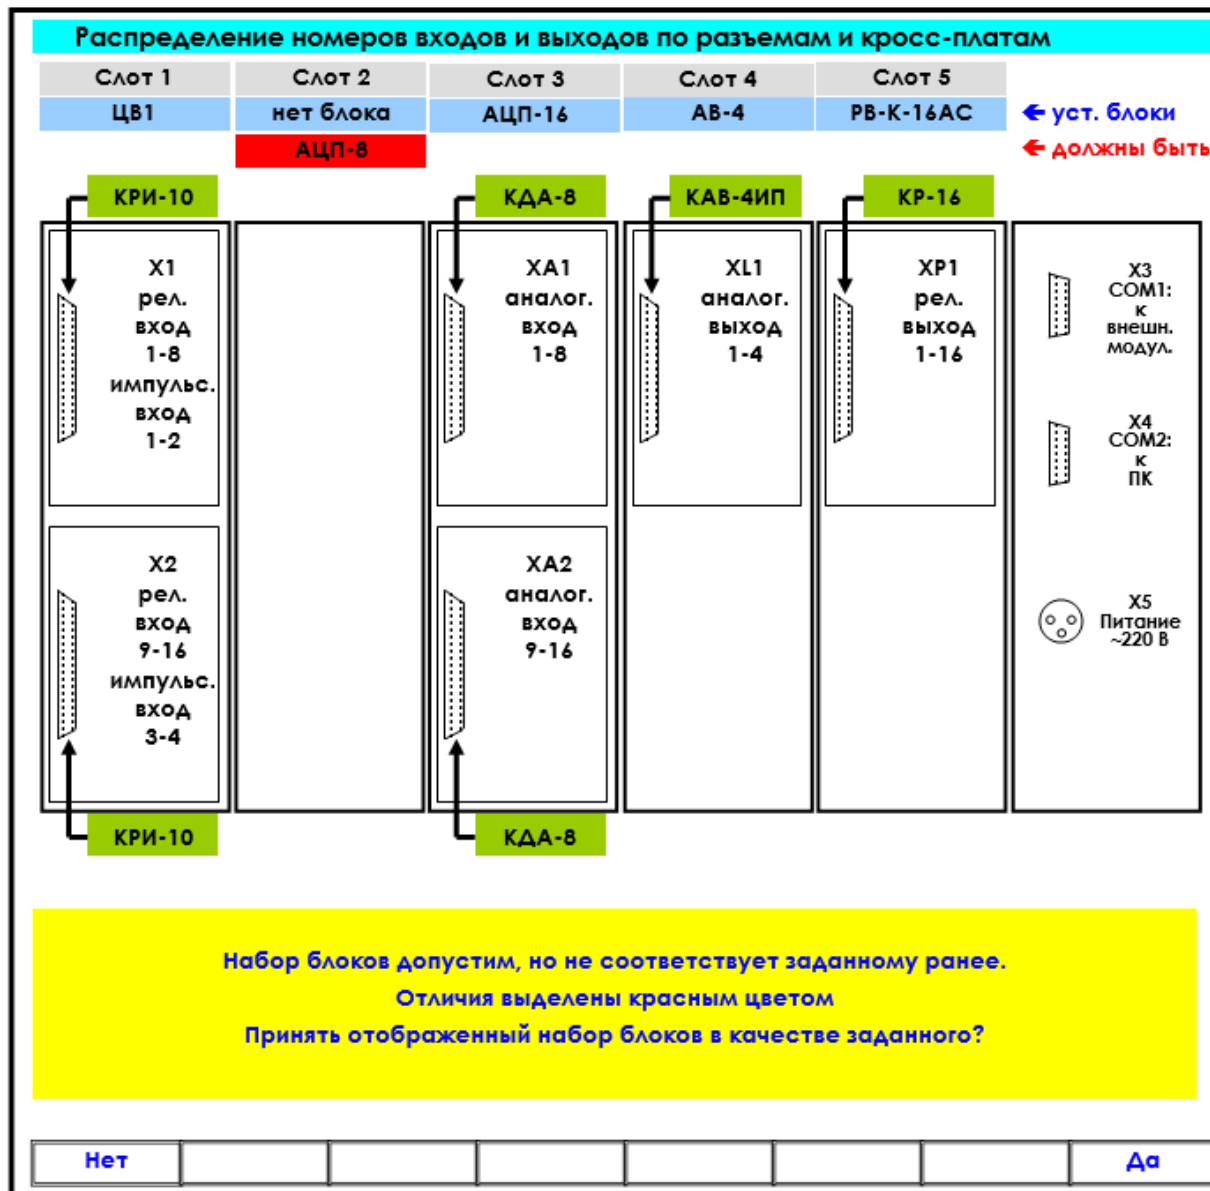 Распределение номеров входов и выходов по разъемам и кросс-платам
Слот 1 Слот 2 Слот 3 Слот 4 Слот 5
ЦВ1 нет блока АЦП-16 АВ-4 РВ-К-16АС ← уст. блоки
АЦП-8 ← должны быть
КРИ-10 КДА-8 КАВ-4ИП КР-16
X1
рел.
вход
1-8
импульс.
вход
1-2
XA1
аналог.
вход
1-8
XL1
аналог.
выход
1-4
XP1
рел.
выход
1-16
X3
COM1:
к
внешн.
модул.
X4
COM2:
к
ПК
X2
рел.
вход
9-16
импульс.
вход
3-4
XA2
аналог.
вход
9-16
X5
Питание
~220 В
КРИ-10 КДА-8
Набор блоков допустим, но не соответствует заданному ранее.
Отличия выделены красным цветом
Принять отображенный набор блоков в качестве заданного?
Нет Да